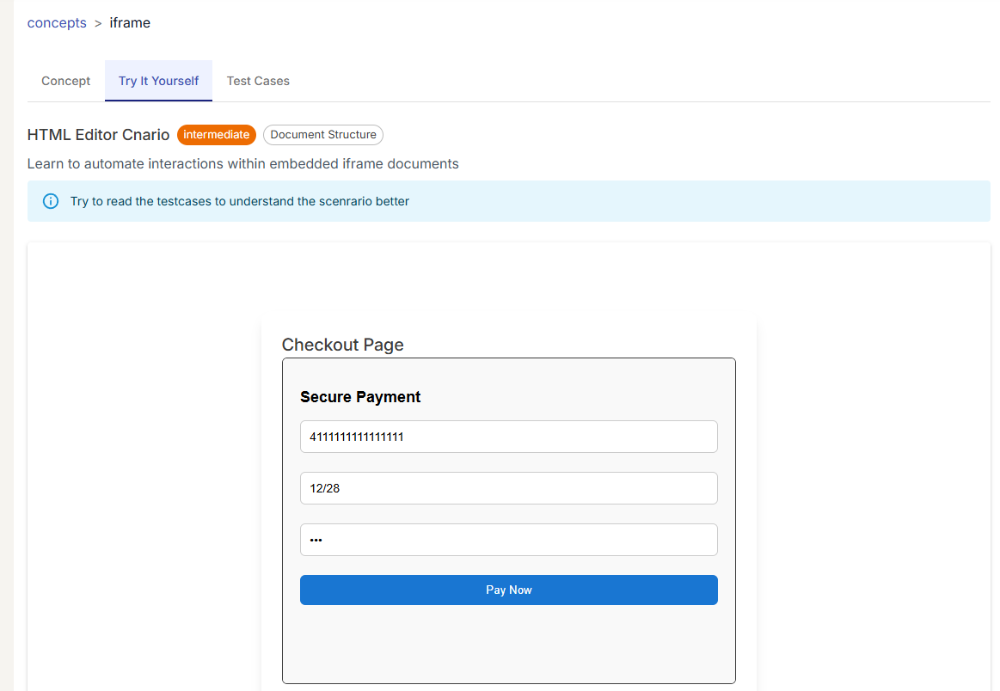 concepts > iframe
Concept Try It Yourself Test Cases
HTML Editor Cnario intermediate Document Structure
Learn to automate interactions within embedded iframe documents
Try to read the testcases to understand the scenrario better
Checkout Page
Secure Payment
4111111111111111
12/28
•••
Pay Now